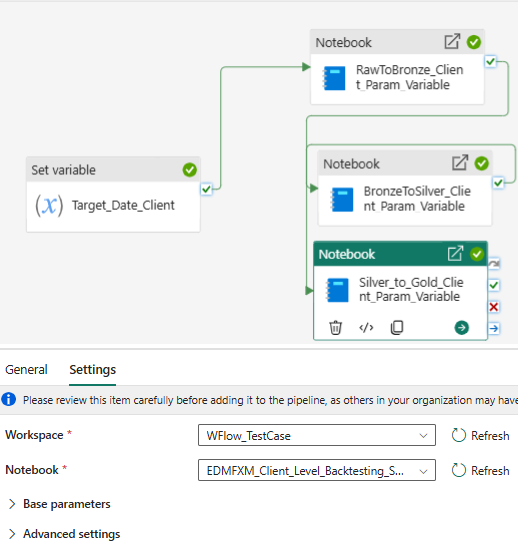 Notebook
RawToBronze_Clien
t_Param_Variable
Set variable
(x) Target_Date_Client
Notebook
BronzeToSilver_Clie
nt_Param_Variable
Notebook
Silver_to_Gold_Clie
nt_Param_Variable
</>
General Settings
Please review this item carefully before adding it to the pipeline, as others in your organization may have
Workspace * WFlow_TestCase Refresh
Notebook * EDMFXM_Client_Level_Backtesting_S... Refresh
Base parameters
Advanced settings